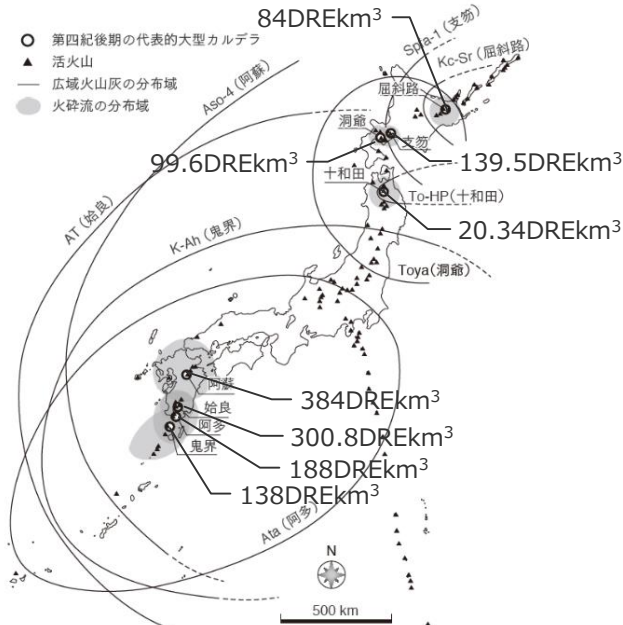 第四紀後期の代表的大型カルデラ
活火山
広域火山灰の分布域
火砕流の分布域
84DREkm³
Spfa-1（支笏）
Kc-Sr（屈斜路）
Aso-4（阿蘇）
屈斜路
洞爺
支笏
99.6DREkm³
139.5DREkm³
十和田
To-HP（十和田）
20.34DREkm³
AT（姶良）
K-Ah（鬼界）
Toya（洞爺）
阿蘇
384DREkm³
姶良
300.8DREkm³
阿多
188DREkm³
鬼界
138DREkm³
Ata（阿多）
N
500 km